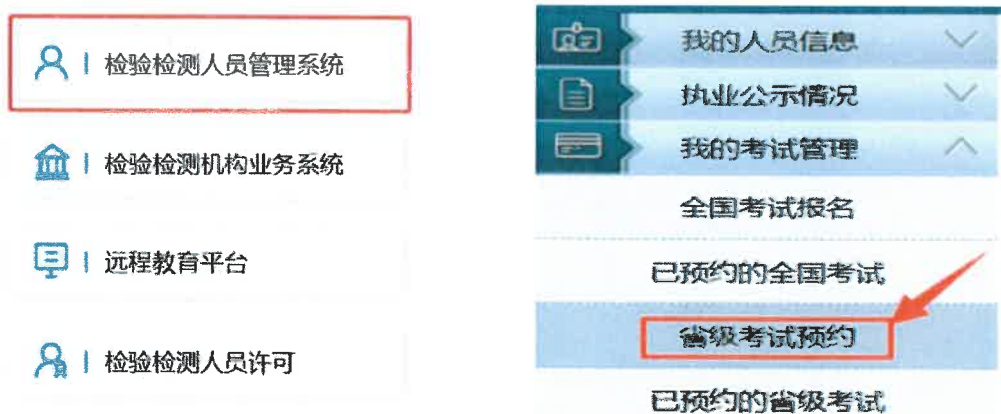 检验检测人员管理系统
检验检测机构业务系统
远程教育平台
检验检测人员许可
我的人员信息
执业公示情况
我的考试管理
全国考试报名
已预约的全国考试
省级考试预约
已预约的省级考试